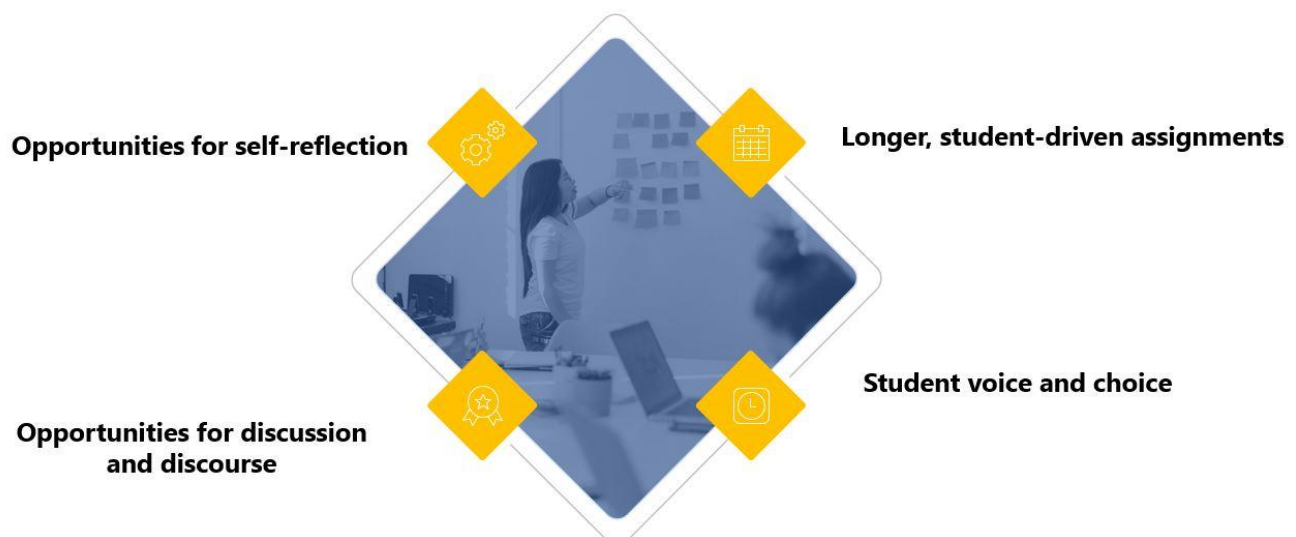 Opportunities for self-reflection
Longer, student-driven assignments
Opportunities for discussion
and discourse
Student voice and choice